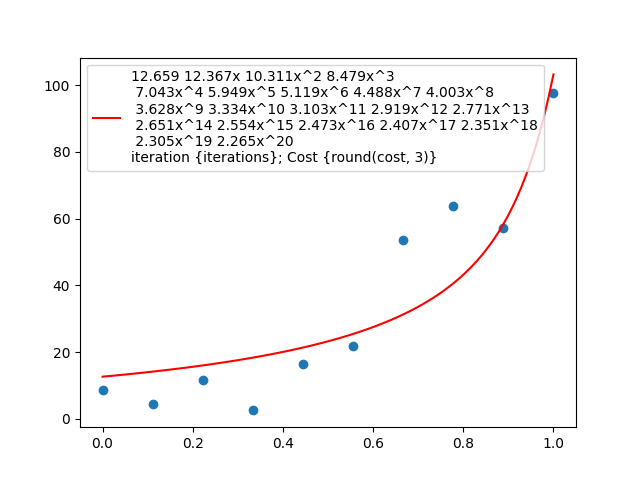 12.659 12.367x 10.311x^2 8.479x^3
7.043x^4 5.949x^5 5.119x^6 4.488x^7 4.003x^8
3.628x^9 3.334x^10 3.103x^11 2.919x^12 2.771x^13
2.651x^14 2.554x^15 2.473x^16 2.407x^17 2.351x^18
2.305x^19 2.265x^20
iteration {iterations}; Cost {round(cost, 3)}
100
80
60
40
20
0
0.0 0.2 0.4 0.6 0.8 1.0